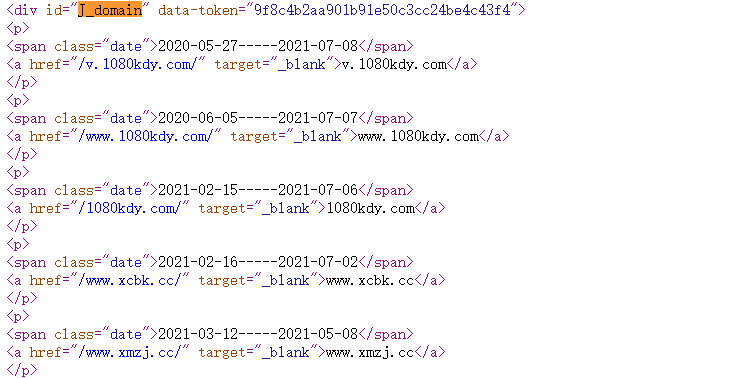 <div id="J_domain" data-token="9f8c4b2aa901b91e50c3cc24be4c43f4">
<p>
<span class="date">2020-05-27-----2021-07-08</span>
<a href="/v.1080kdy.com/" target="_blank">v.1080kdy.com</a>
</p>
<p>
<span class="date">2020-06-05-----2021-07-07</span>
<a href="/www.1080kdy.com/" target="_blank">www.1080kdy.com</a>
</p>
<p>
<span class="date">2021-02-15-----2021-07-06</span>
<a href="/1080kdy.com/" target="_blank">1080kdy.com</a>
</p>
<p>
<span class="date">2021-02-16-----2021-07-02</span>
<a href="/www.xcbk.cc/" target="_blank">www.xcbk.cc</a>
</p>
<p>
<span class="date">2021-03-12-----2021-05-08</span>
<a href="/www.xmzj.cc/" target="_blank">www.xmzj.cc</a>
</p>